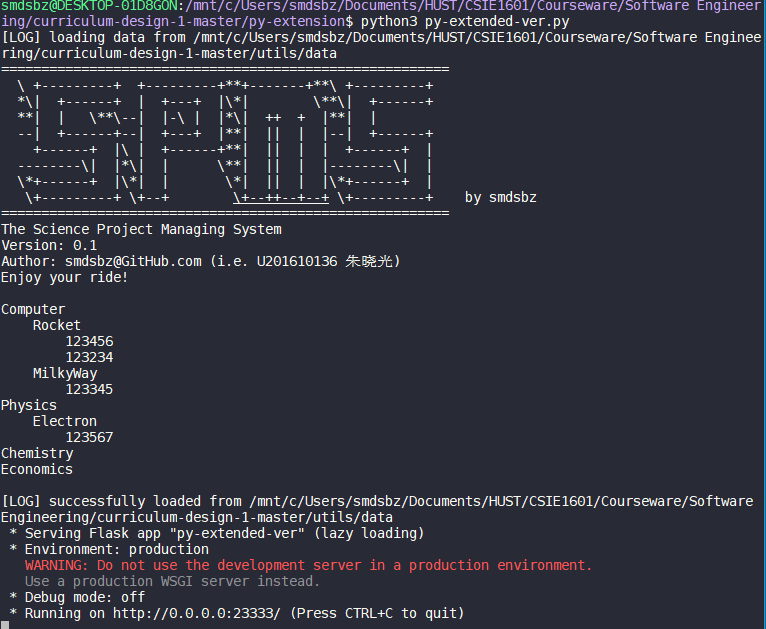 smdsbz@DESKTOP-01D8GON:/mnt/c/Users/smdsbz/Documents/HUST/CSIE1601/Courseware/Software Engineer
ing/curriculum-design-1-master/py-extension$ python3 py-extended-ver.py
[LOG] loading data from /mnt/c/Users/smdsbz/Documents/HUST/CSIE1601/Courseware/Software Enginee
ring/curriculum-design-1-master/utils/data
========================================================
  \ +---------+  +---------+**+-------+**\ +---------+
  *\|  +------+  |  +---+  |\*|        \**\|  +------+
  **|  |   \**\--|  |-\ |  |*\|  ++  +  |**|  |
  --|  +------+--|  +---+  |**|  ||  |  |--|  +------+
    +------+  |\ |  +------+**|  ||  |  |  +------+  |
  --------\|  |*\|  |      \**|  ||  |  |--------\|  |
  \*+------+  |\*|  |       \*|  ||  |  |\*+------+  |
   \+---------+ \+--+        \+--++--+--+ \+---------+    by smdsbz
========================================================
The Science Project Managing System
Version: 0.1
Author: smdsbz@GitHub.com (i.e. U201610136 朱晓光)
Enjoy your ride!
Computer
    Rocket
        123456
        123234
    MilkyWay
        123345
Physics
    Electron
        123567
Chemistry
Economics
[LOG] successfully loaded from /mnt/c/Users/smdsbz/Documents/HUST/CSIE1601/Courseware/Software
Engineering/curriculum-design-1-master/utils/data
 * Serving Flask app "py-extended-ver" (lazy loading)
 * Environment: production
   WARNING: Do not use the development server in a production environment.
   Use a production WSGI server instead.
 * Debug mode: off
 * Running on http://0.0.0.0:23333/ (Press CTRL+C to quit)